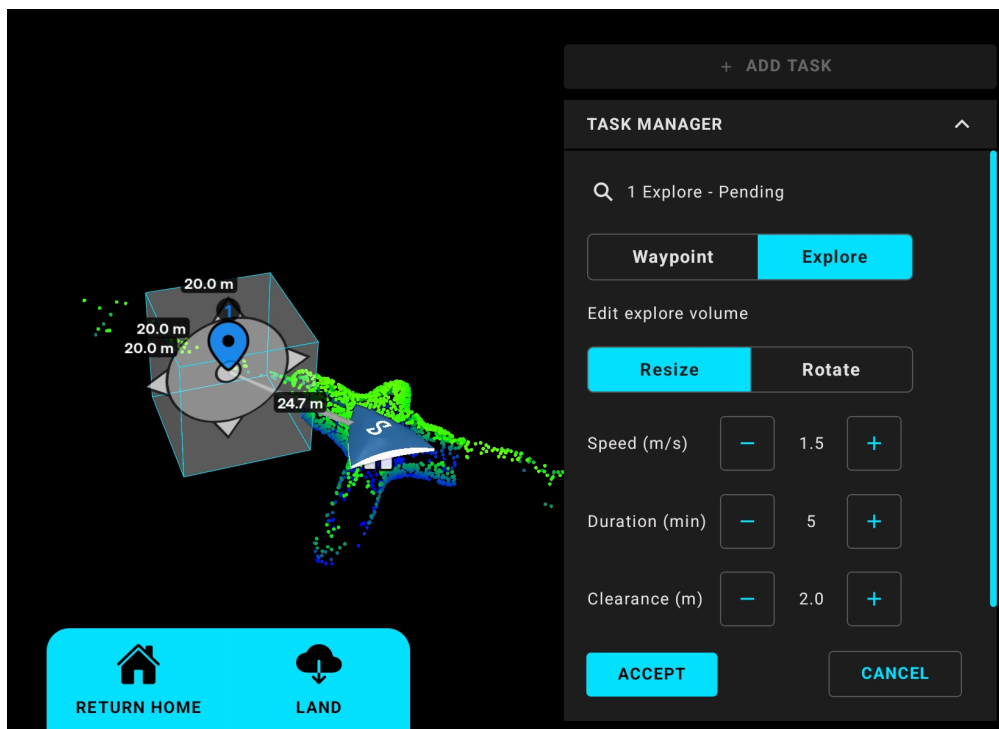 + ADD TASK
TASK MANAGER
1 Explore - Pending
Waypoint
Explore
Edit explore volume
Resize
Rotate
Speed (m/s)
− 1.5 +
Duration (min)
− 5 +
Clearance (m)
− 2.0 +
ACCEPT
CANCEL
20.0 m
1
20.0 m
20.0 m
24.7 m
S
RETURN HOME
LAND